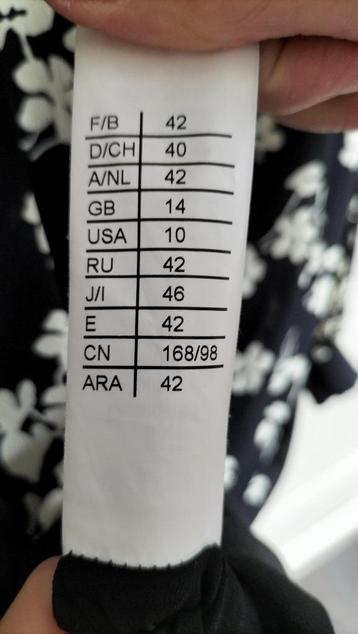 F/B 42
D/CH 40
A/NL 42
GB 14
USA 10
RU 42
J/I 46
E 42
CN 168/98
ARA 42